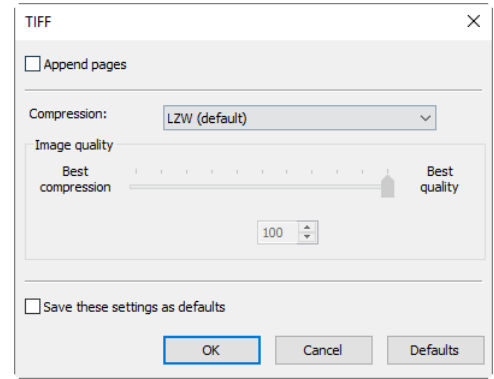 TIFF
Append pages
Compression: LZW (default)
Image quality
Best compression
Best quality
100
Save these settings as defaults
OK Cancel Defaults